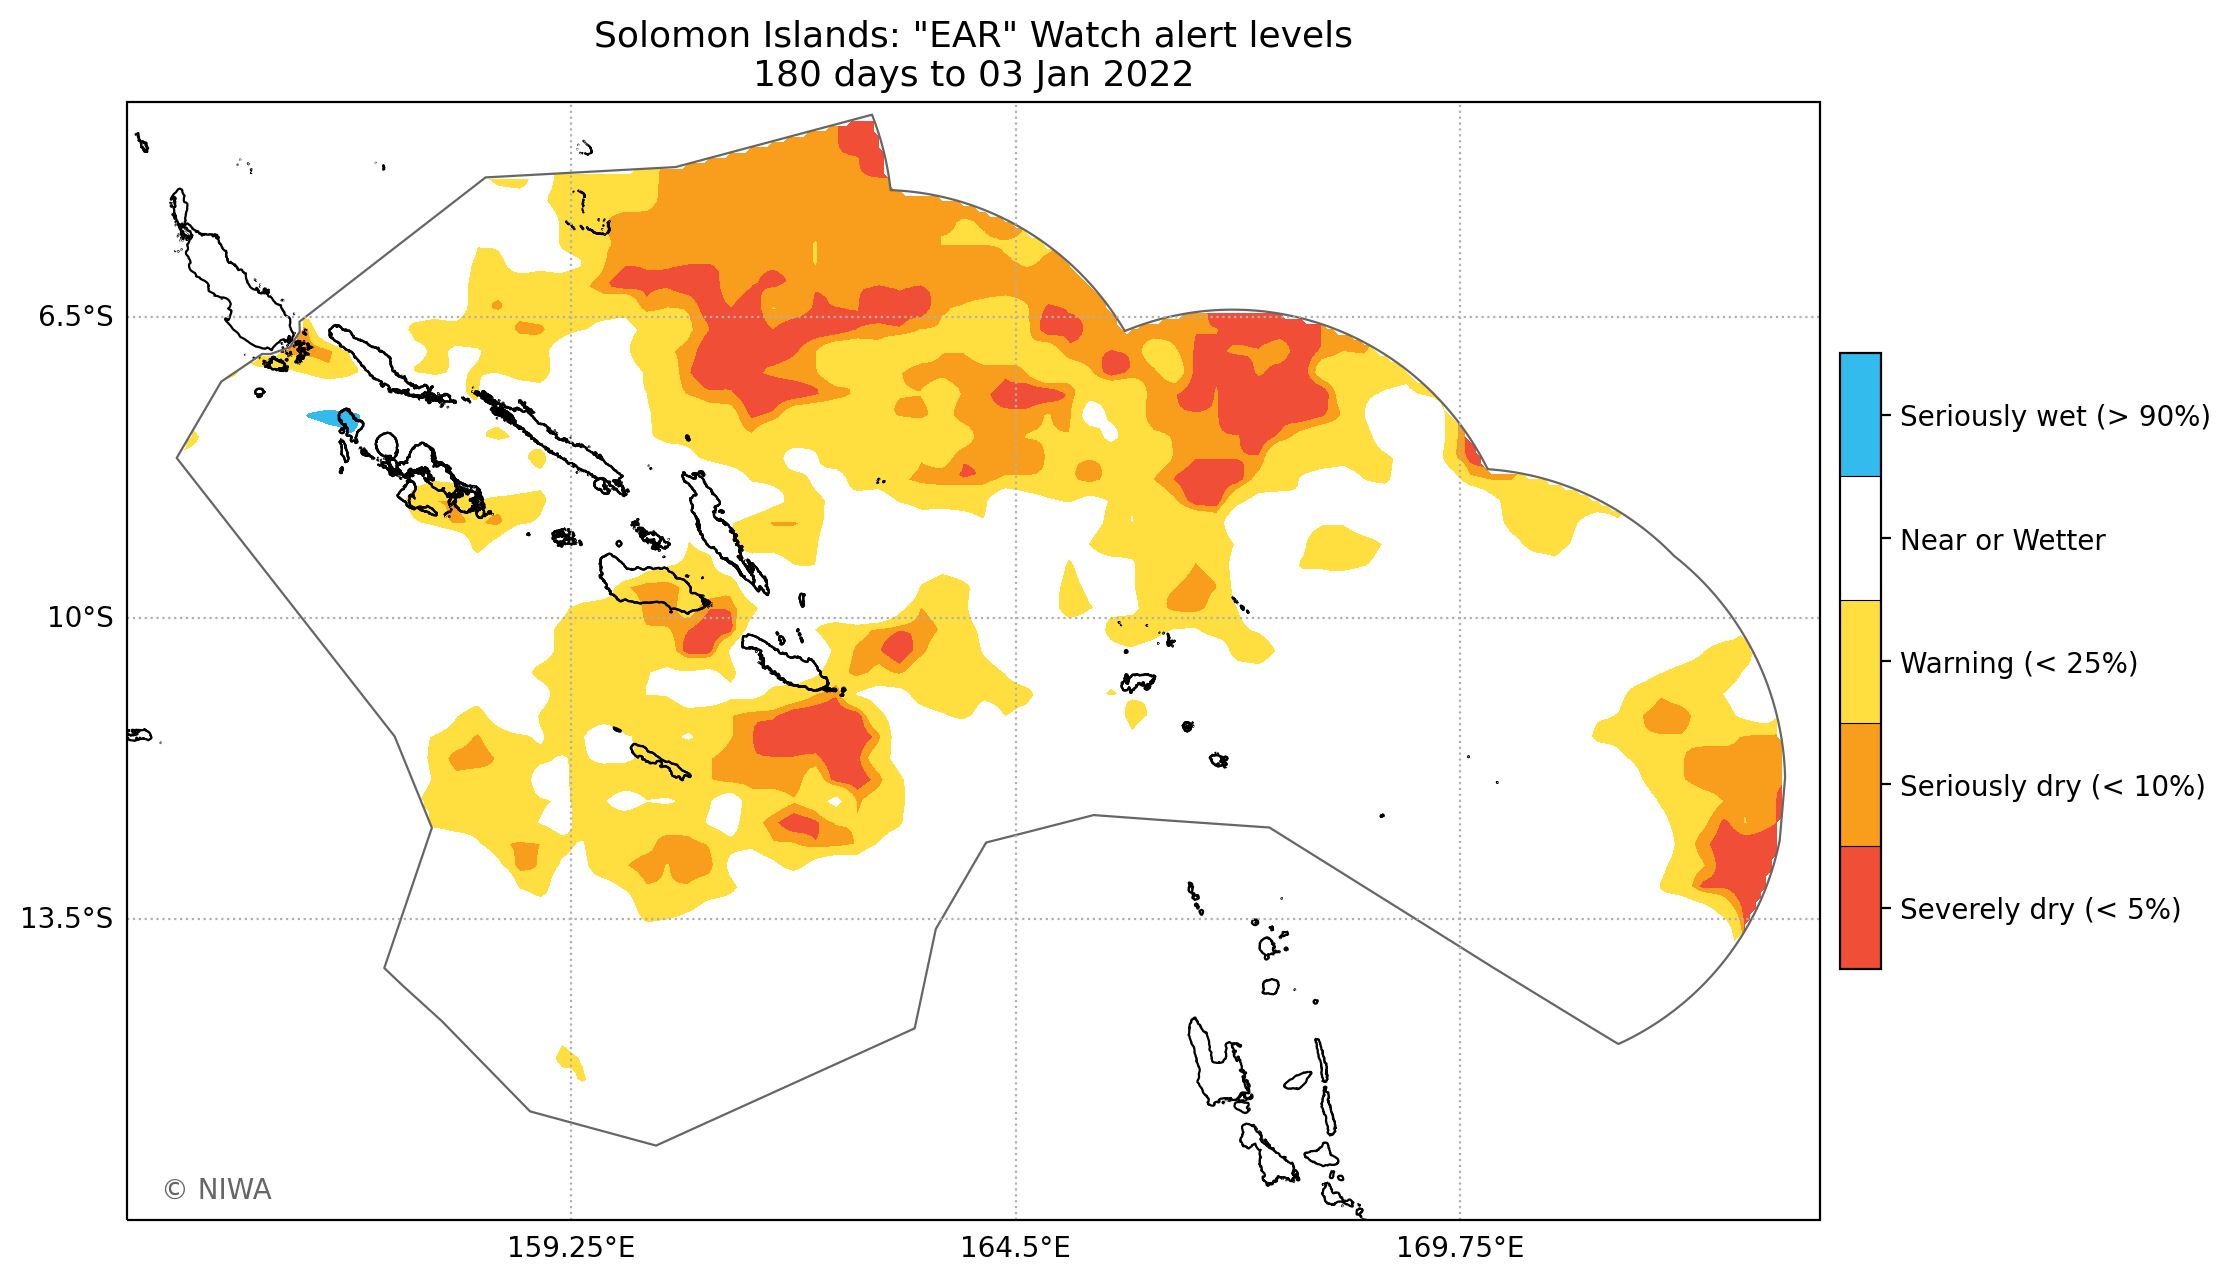 Solomon Islands: "EAR" Watch alert levels
180 days to 03 Jan 2022
6.5°S
10°S
13.5°S
159.25°E
164.5°E
169.75°E
Seriously wet (> 90%)
Near or Wetter
Warning (< 25%)
Seriously dry (< 10%)
Severely dry (< 5%)
© NIWA